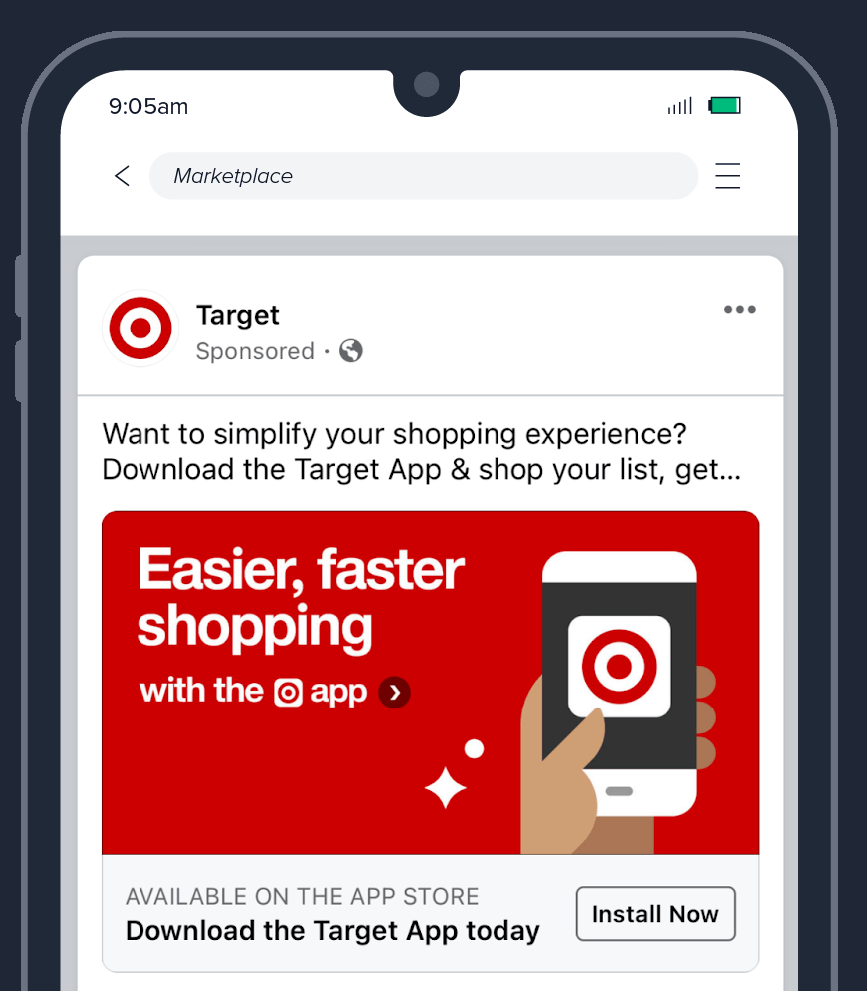 9:05am
Marketplace
Target
Sponsored ·
Want to simplify your shopping experience?
Download the Target App & shop your list, get...
Easier, faster
shopping
with the app
AVAILABLE ON THE APP STORE
Download the Target App today
Install Now